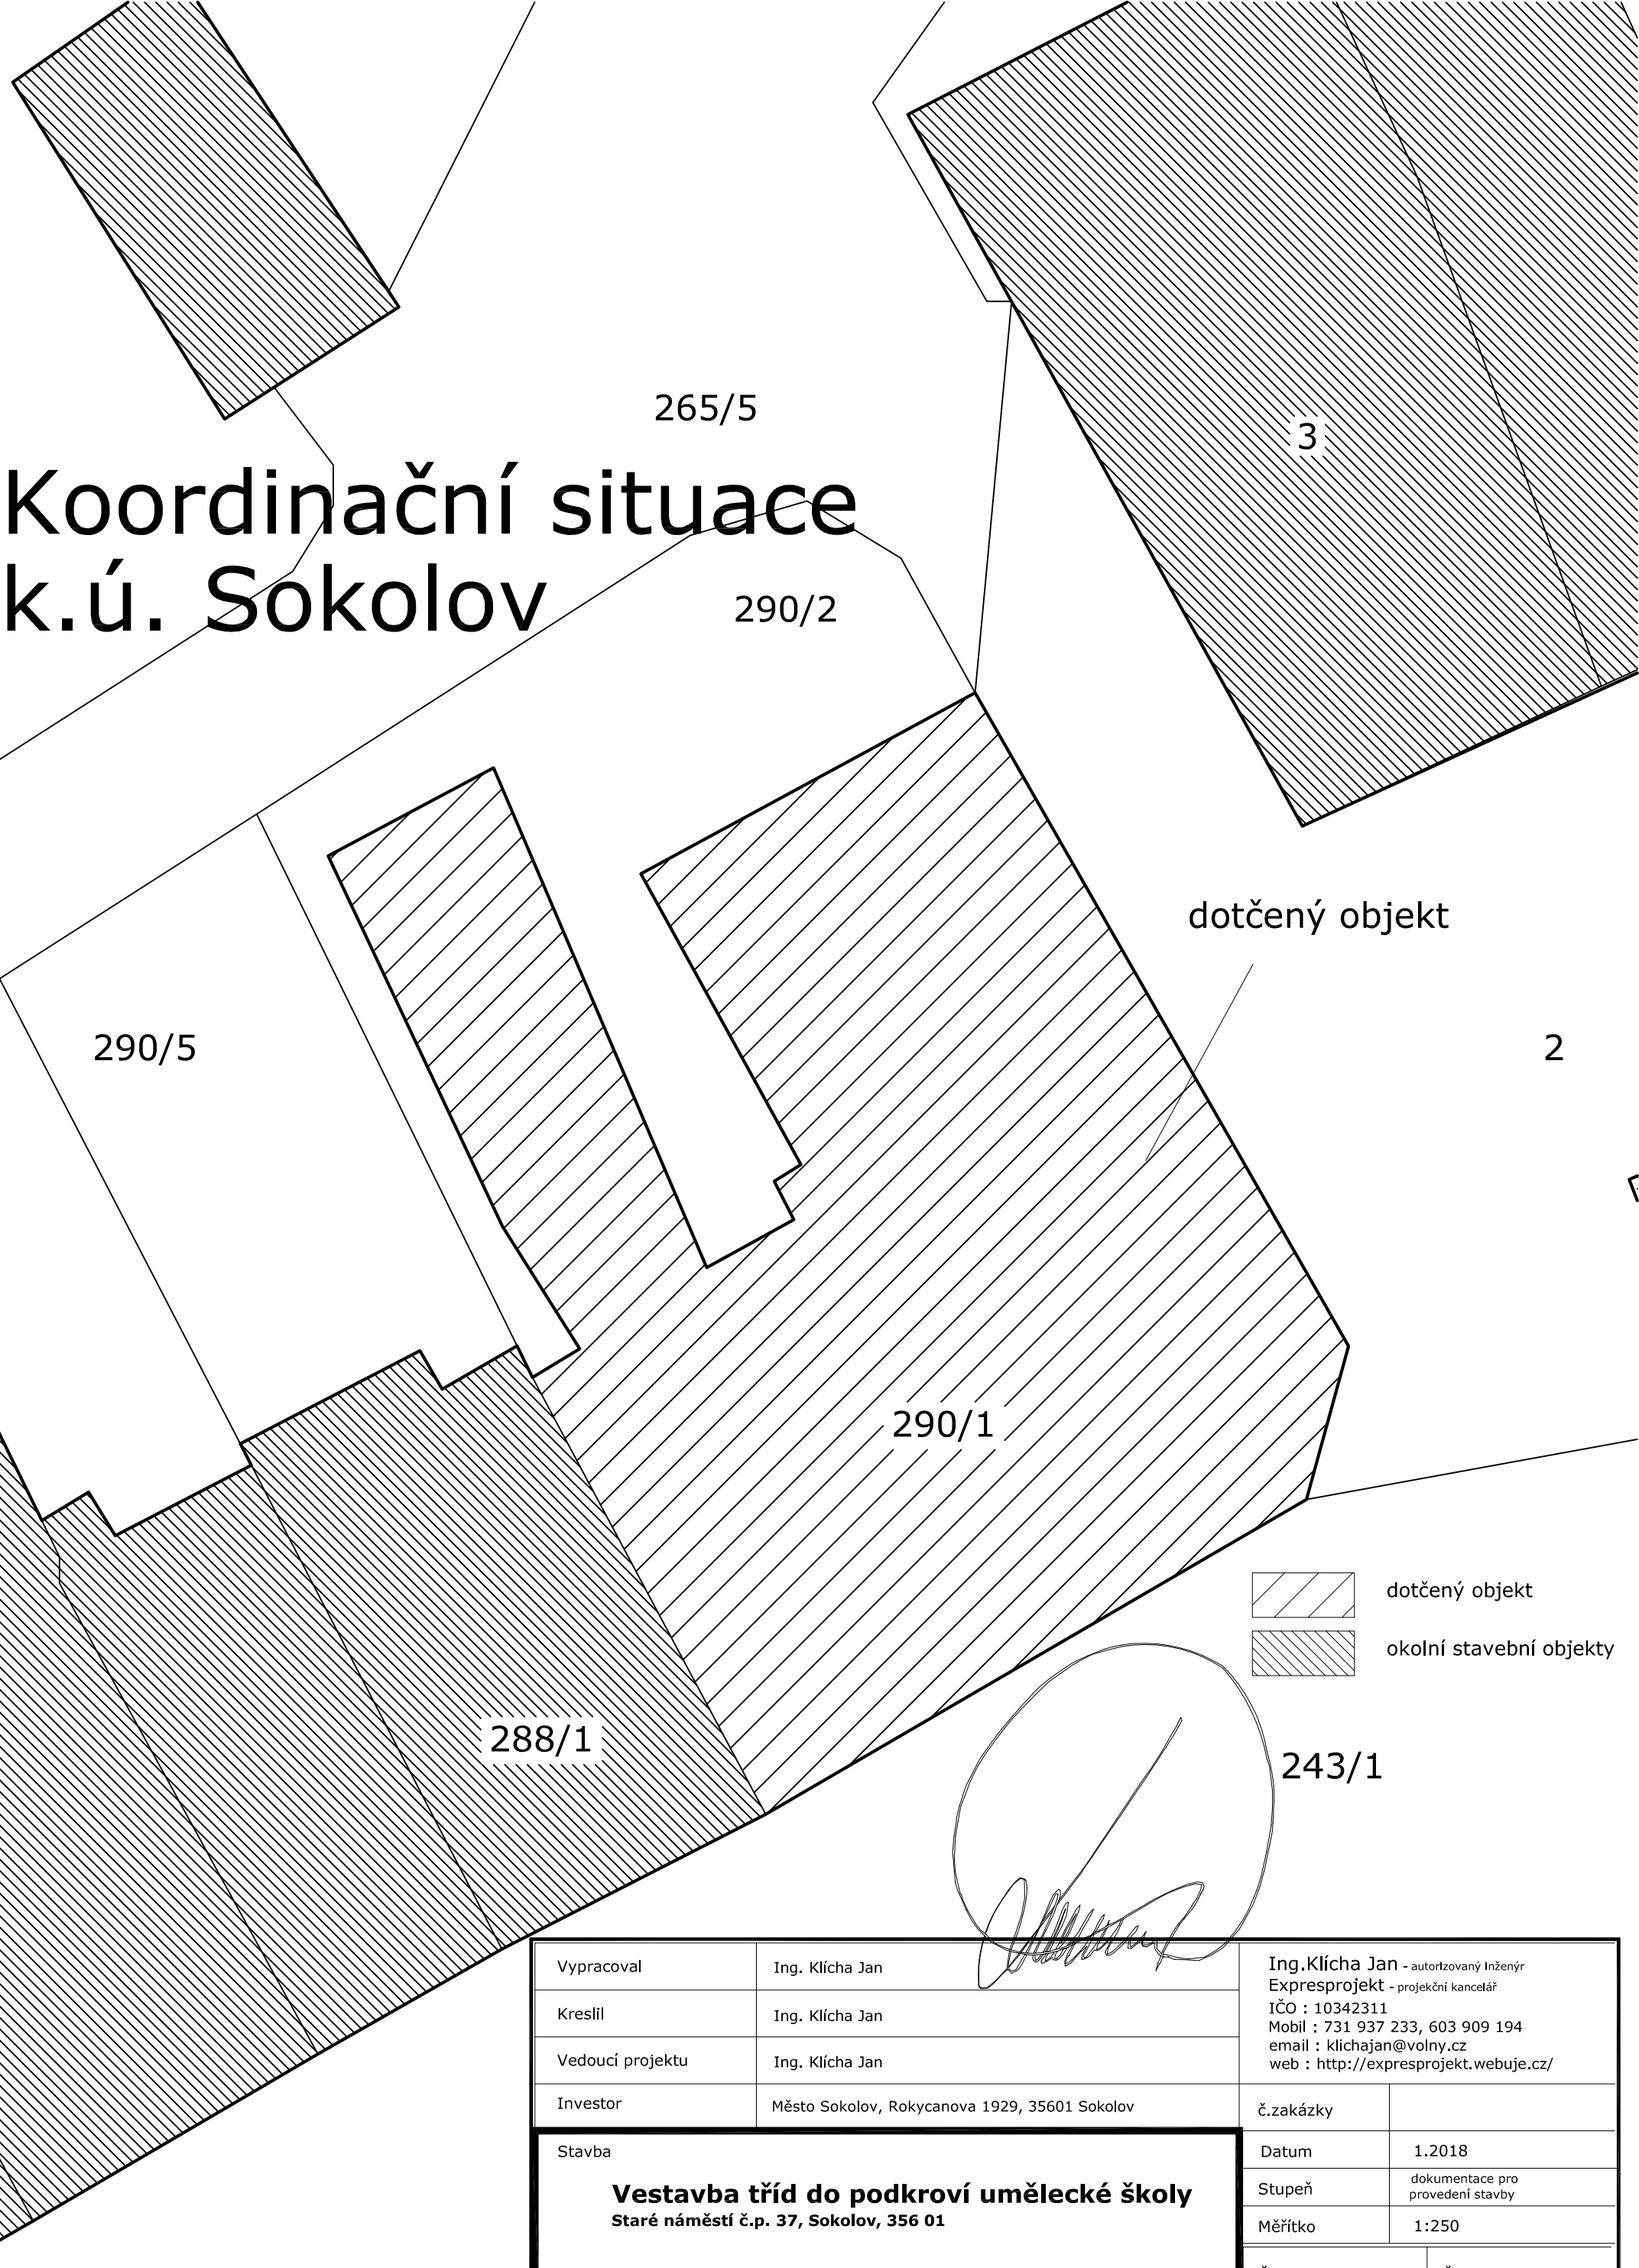 265/5
3
Koordinační situace
k.ú. Sokolov
290/2
dotčený objekt
290/5
2
290/1
dotčený objekt
okolní stavební objekty
288/1
243/1
Vypracoval
Ing. Klícha Jan
Kreslil
Ing. Klícha Jan
Vedoucí projektu
Ing. Klícha Jan
Investor
Město Sokolov, Rokycanova 1929, 35601 Sokolov
Ing.Klícha Jan - autorizovaný Inženýr
Expresprojekt - projekční kancelář
IČO : 10342311
Mobil : 731 937 233, 603 909 194
email : klichajan@volny.cz
web : http://expresprojekt.webuje.cz/
č.zakázky
Datum
1.2018
Stupeň
dokumentace pro
provedení stavby
Měřítko
1:250
Stavba
Vestavba tříd do podkroví umělecké školy
Staré náměstí č.p. 37, Sokolov, 356 01